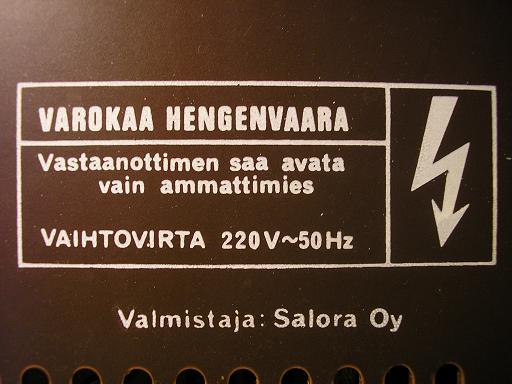 VAROKAA HENGENVAARA
Vastaanottimen saa avata
vain ammattimies
VAIHTOVIRTA 220V~50Hz
Valmistaja: Salora Oy